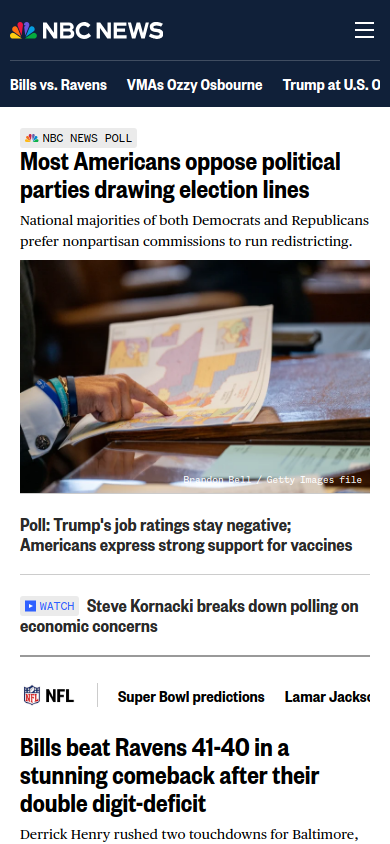 NBC NEWS
Bills vs. Ravens VMAs Ozzy Osbourne Trump at U.S. O
NBC NEWS POLL
Most Americans oppose political
parties drawing election lines
National majorities of both Democrats and Republicans
prefer nonpartisan commissions to run redistricting.
Brandon Bell / Getty Images file
Poll: Trump's job ratings stay negative;
Americans express strong support for vaccines
WATCH Steve Kornacki breaks down polling on
economic concerns
NFL NFL Super Bowl predictions Lamar Jackso
Bills beat Ravens 41-40 in a
stunning comeback after their
double digit-deficit
Derrick Henry rushed two touchdowns for Baltimore,